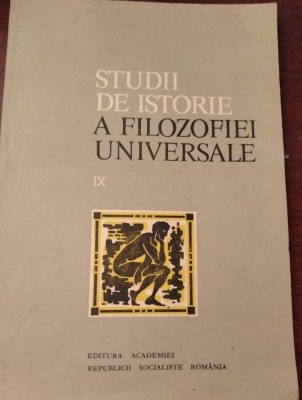 STUDII
DE ISTORIE
A FILOZOFIEI
UNIVERSALE
IX
EDITURA ACADEMIEI
REPUBLICII SOCIALISTE ROMÂNIA